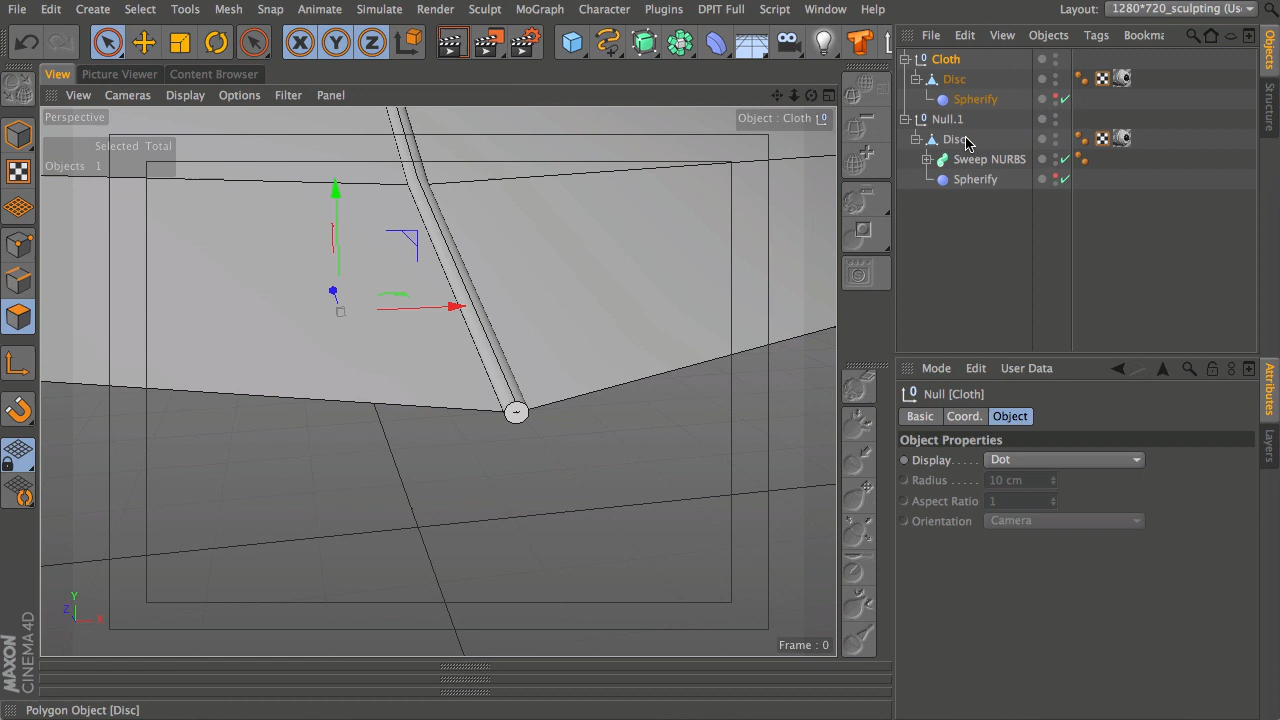 File Edit Create Select Tools Mesh Snap Animate Simulate Render Sculpt MoGraph Character Plugins DPIT Full Script Window Help Layout: 1280*720_sculpting (Us
View Picture Viewer Content Browser
View Cameras Display Options Filter Panel
Perspective
Object : Cloth
Selected Total
Objects 1
Frame : 0
Y
Z
X
MAXON
CINEMA 4D
Polygon Object [Disc]
File Edit View Objects Tags Bookma
Cloth
Disc
Spherify
Null.1
Disc
Sweep NURBS
Spherify
Objects
Structure
Mode Edit User Data
Null [Cloth]
Basic Coord. Object
Object Properties
Display. . . . . Dot
Radius . . . . . 10 cm
Aspect Ratio 1
Orientation Camera
Attributes
Layers